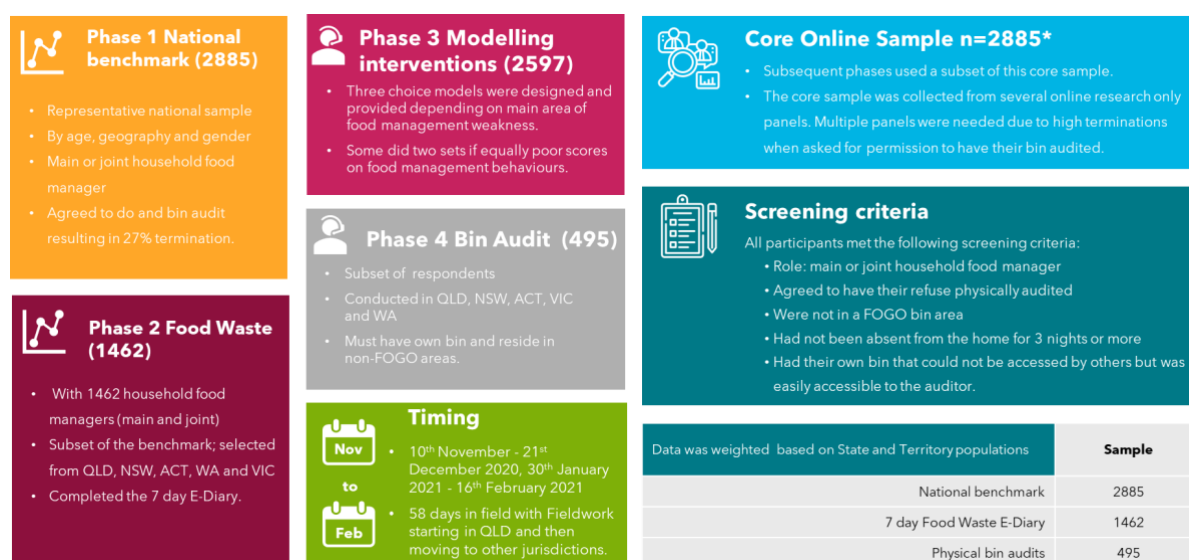 Phase 1 National
benchmark (2885)
• Representative national sample
• By age, geography and gender
• Main or joint household food
manager
• Agreed to do and bin audit
resulting in 27% termination.
Phase 2 Food Waste
(1462)
• With 1462 household food
managers (main and joint)
• Subset of the benchmark; selected
from QLD, NSW, ACT, WA and VIC
• Completed the 7 day E-Diary.
Phase 3 Modelling
interventions (2597)
• Three choice models were designed and
provided depending on main area of
food management weakness.
• Some did two sets if equally poor scores
on food management behaviours.
Phase 4 Bin Audit (495)
• Subset of respondents
• Conducted in QLD, NSW, ACT, VIC
and WA
• Must have own bin and reside in
non-FOGO areas.
Timing
Nov
to
Feb
• 10th November - 21st
December 2020, 30th January
2021 - 16th February 2021
• 58 days in field with Fieldwork
starting in QLD and then
moving to other jurisdictions.
Core Online Sample n=2885*
• Subsequent phases used a subset of this core sample.
• The core sample was collected from several online research only
panels. Multiple panels were needed due to high terminations
when asked for permission to have their bin audited.
Screening criteria
All participants met the following screening criteria:
• Role: main or joint household food manager
• Agreed to have their refuse physically audited
• Were not in a FOGO bin area
• Had not been absent from the home for 3 nights or more
• Had their own bin that could not be accessed by others but was
easily accessible to the auditor.
Data was weighted based on State and Territory populations Sample
National benchmark 2885
7 day Food Waste E-Diary 1462
Physical bin audits 495